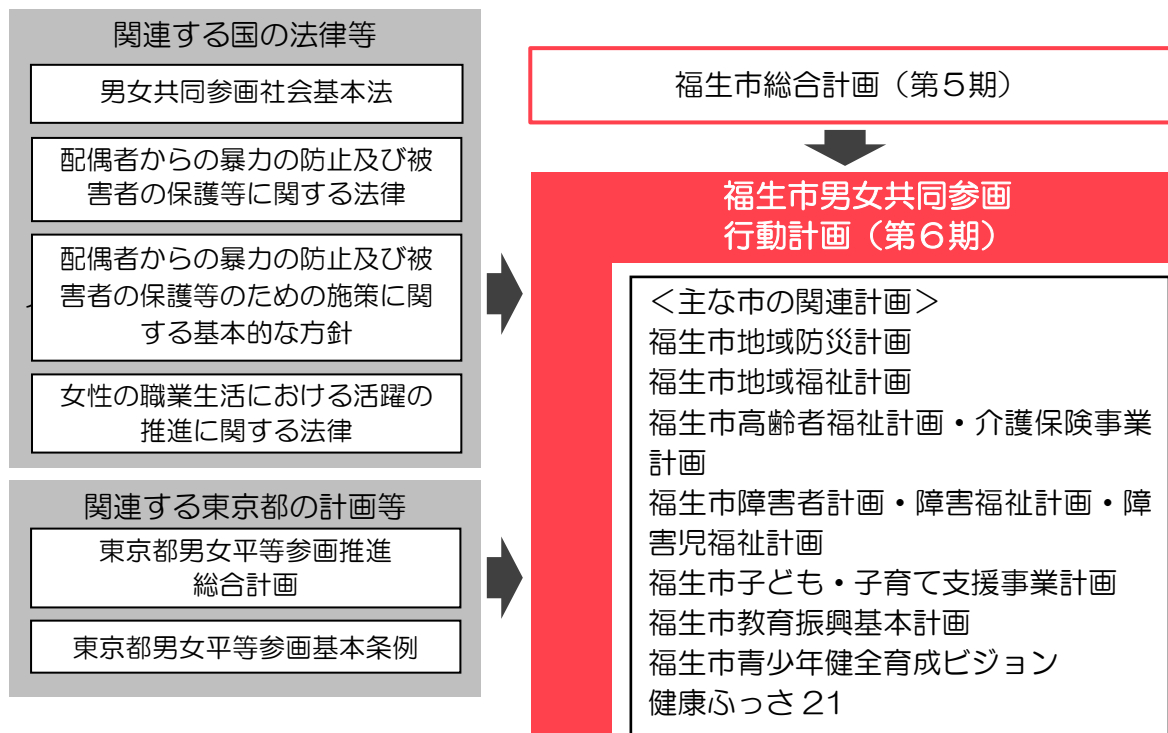 関連する国の法律等
男女共同参画社会基本法
配偶者からの暴力の防止及び被
害者の保護等に関する法律
配偶者からの暴力の防止及び被
害者の保護等のための施策に関
する基本的な方針
女性の職業生活における活躍の
推進に関する法律
関連する東京都の計画等
東京都男女平等参画推進
総合計画
東京都男女平等参画基本条例
福生市総合計画（第５期）
福生市男女共同参画
行動計画（第６期）
＜主な市の関連計画＞
福生市地域防災計画
福生市地域福祉計画
福生市高齢者福祉計画・介護保険事業
計画
福生市障害者計画・障害福祉計画・障
害児福祉計画
福生市子ども・子育て支援事業計画
福生市教育振興基本計画
福生市青少年健全育成ビジョン
健康ふっさ 21